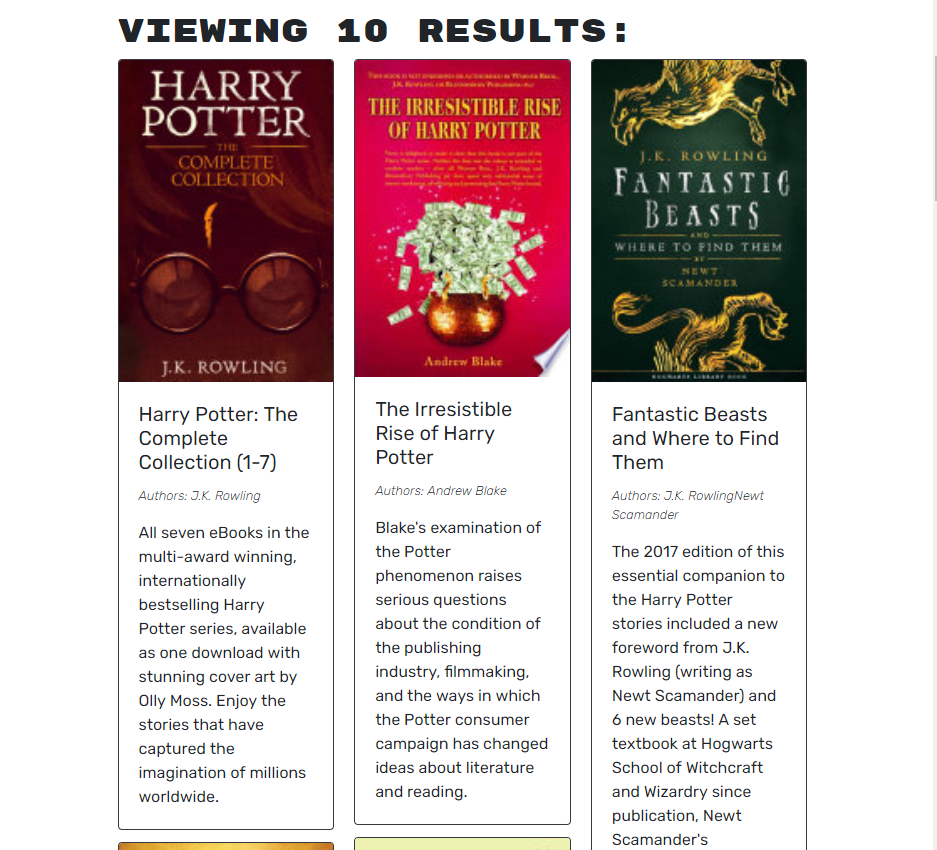 VIEWING 10 RESULTS:
HARRY
POTTER
THE
COMPLETE
COLLECTION
J.K. ROWLING
Harry Potter: The
Complete
Collection (1-7)
Authors: J.K. Rowling
All seven eBooks in the
multi-award winning,
internationally
bestselling Harry
Potter series, available
as one download with
stunning cover art by
Olly Moss. Enjoy the
stories that have
captured the
imagination of millions
worldwide.
THIS BOOK IS NOT ENDORSED OR AUTHORISED BY WARNER BROS.,
J.K. ROWLING OR BLOOMSBURY PUBLISHING PLC
THE IRRESISTIBLE RISE
OF HARRY POTTER
Andrew Blake
The Irresistible
Rise of Harry
Potter
Authors: Andrew Blake
Blake's examination of
the Potter
phenomenon raises
serious questions
about the condition of
the publishing
industry, filmmaking,
and the ways in which
the Potter consumer
campaign has changed
ideas about literature
and reading.
J.K. ROWLING
FANTASTIC
BEASTS
AND
WHERE TO FIND THEM
BY
NEWT
SCAMANDER
HOGWARTS LIBRARY BOOK
Fantastic Beasts
and Where to Find
Them
Authors: J.K. RowlingNewt
Scamander
The 2017 edition of this
essential companion to
the Harry Potter
stories included a new
foreword from J.K.
Rowling (writing as
Newt Scamander) and
6 new beasts! A set
textbook at Hogwarts
School of Witchcraft
and Wizardry since
publication, Newt
Scamander's